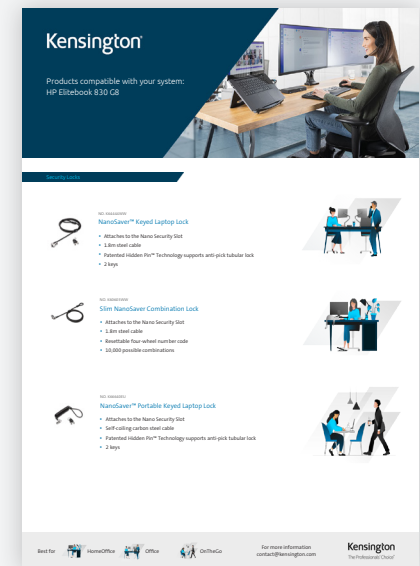 Kensington®
Products compatible with your system:
HP Elitebook 830 G8
Security Locks
NanoSaver™ Keyed Laptop Lock
• Attaches to the Nano Security Slot
• 1.8m steel cable
• Patented Hidden Pin™ Technology supports anti-pick tubular lock
• 2 keys
Slim NanoSaver Combination Lock
• Attaches to the Nano Security Slot
• 1.8m steel cable
• Resettable four-wheel number code
• 10,000 possible combinations
NanoSaver™ Portable Keyed Laptop Lock
• Attaches to the Nano Security Slot
• Self-coiling carbon steel cable
• Patented Hidden Pin™ Technology supports anti-pick tubular lock
• 2 keys
Best for HomeOffice Office OnTheGo
For more information
contact@kensington.com
Kensington
The Professionals' Choice™